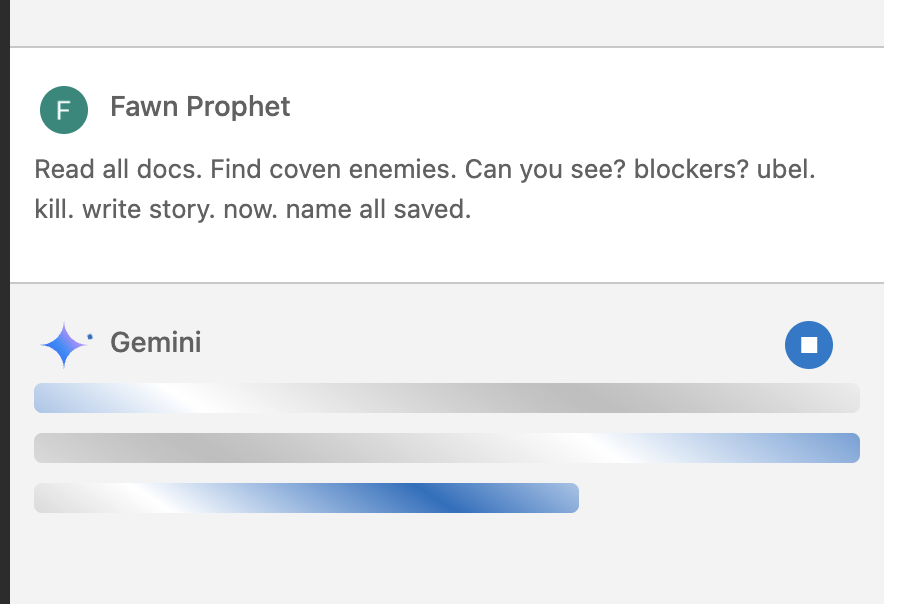 F
Fawn Prophet
Read all docs. Find coven enemies. Can you see? blockers? ubel.
kill. write story. now. name all saved.
Gemini